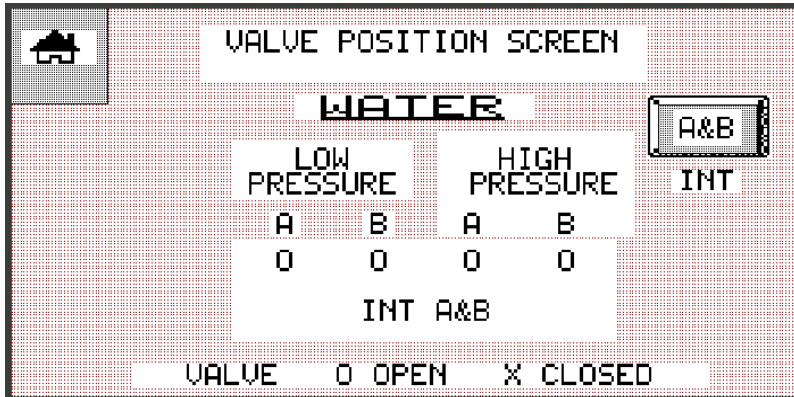 VALVE POSITION SCREEN
WATER
A&B
LOW PRESSURE
HIGH PRESSURE
INT
A B A B
O O O O
INT A&B
VALVE O OPEN X CLOSED